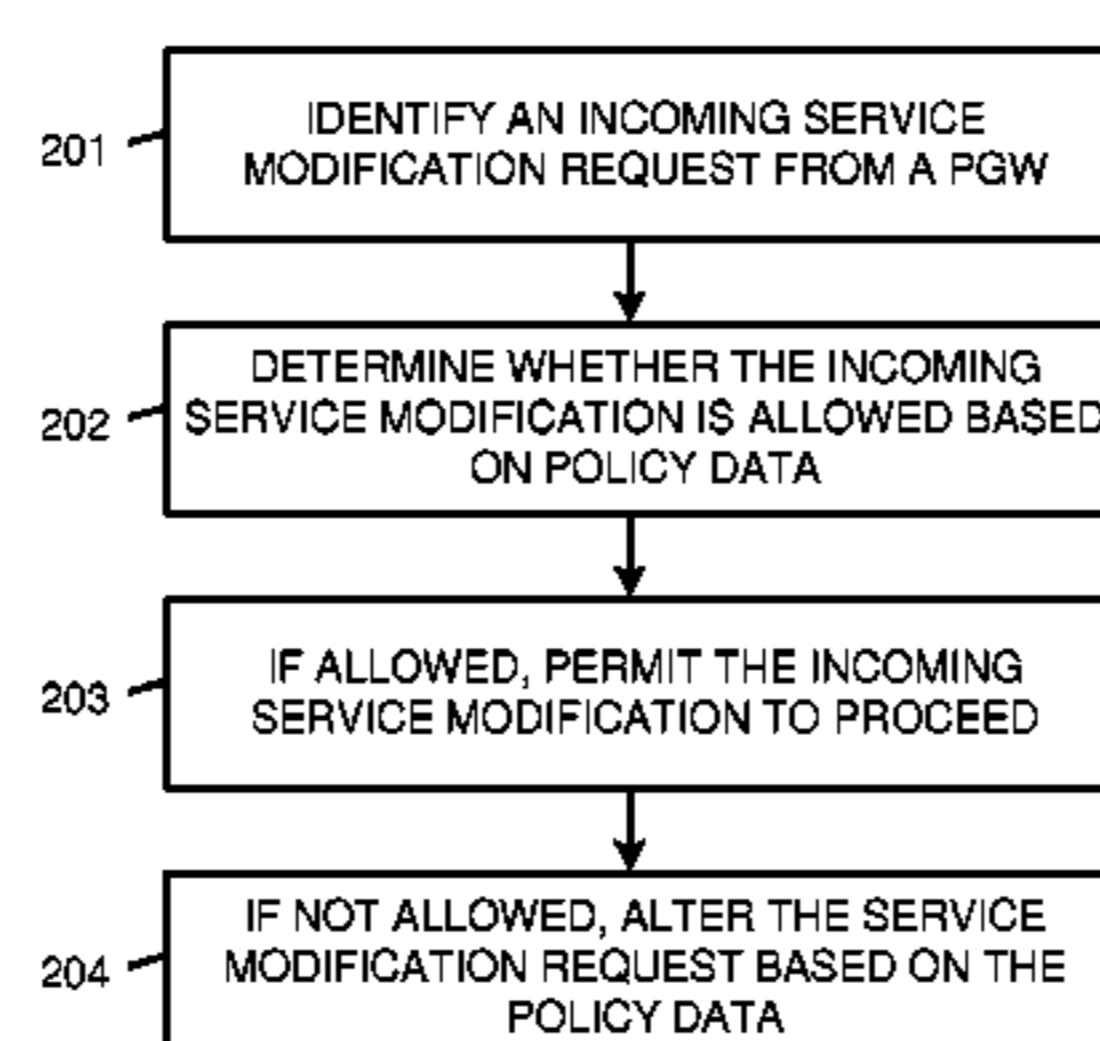 201
IDENTIFY AN INCOMING SERVICE
MODIFICATION REQUEST FROM A PGW
202
DETERMINE WHETHER THE INCOMING
SERVICE MODIFICATION IS ALLOWED BASED
ON POLICY DATA
203
IF ALLOWED, PERMIT THE INCOMING
SERVICE MODIFICATION TO PROCEED
204
IF NOT ALLOWED, ALTER THE SERVICE
MODIFICATION REQUEST BASED ON THE
POLICY DATA